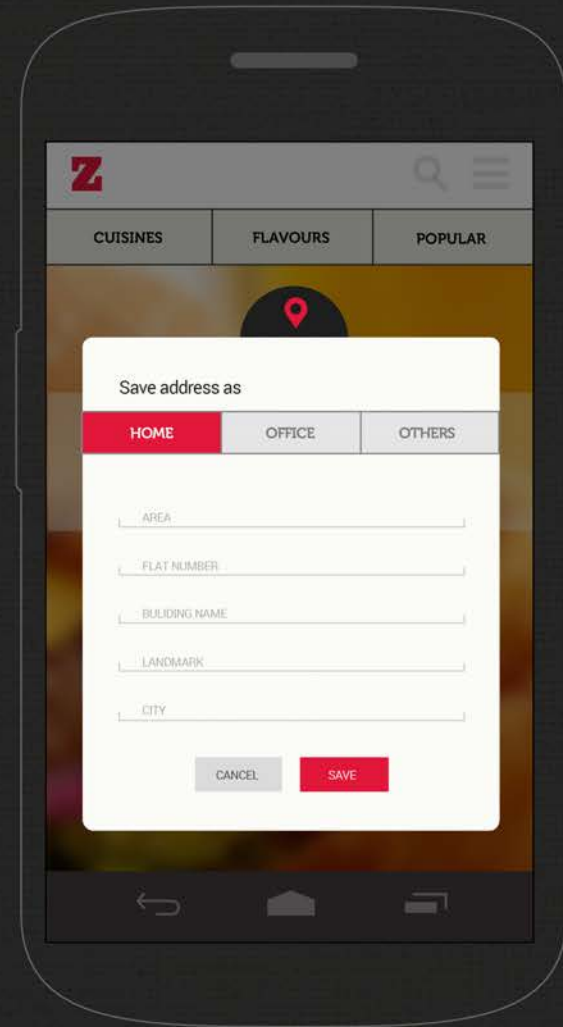 Z
CUISINES FLAVOURS POPULAR
Save address as
HOME OFFICE OTHERS
AREA
FLAT NUMBER
BULIDING NAME
LANDMARK
CITY
CANCEL SAVE